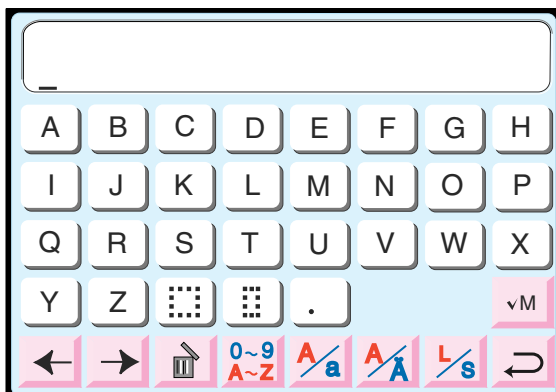 _
A B C D E F G H
I J K L M N O P
Q R S T U V W X
Y Z . √M
0~9 A/a A/Ä L/S
A~Z